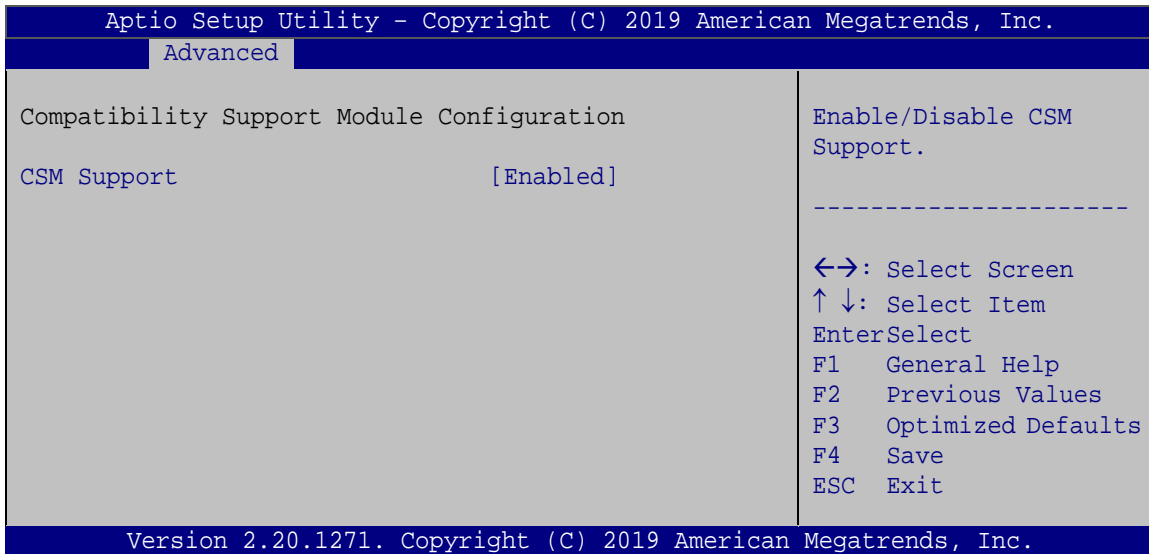 Aptio Setup Utility – Copyright (C) 2019 American Megatrends, Inc.
Advanced
Compatibility Support Module Configuration
CSM Support [Enabled]
Enable/Disable CSM
Support.
----------------------
←→: Select Screen
↑ ↓: Select Item
EnterSelect
F1 General Help
F2 Previous Values
F3 Optimized Defaults
F4 Save
ESC Exit
Version 2.20.1271. Copyright (C) 2019 American Megatrends, Inc.